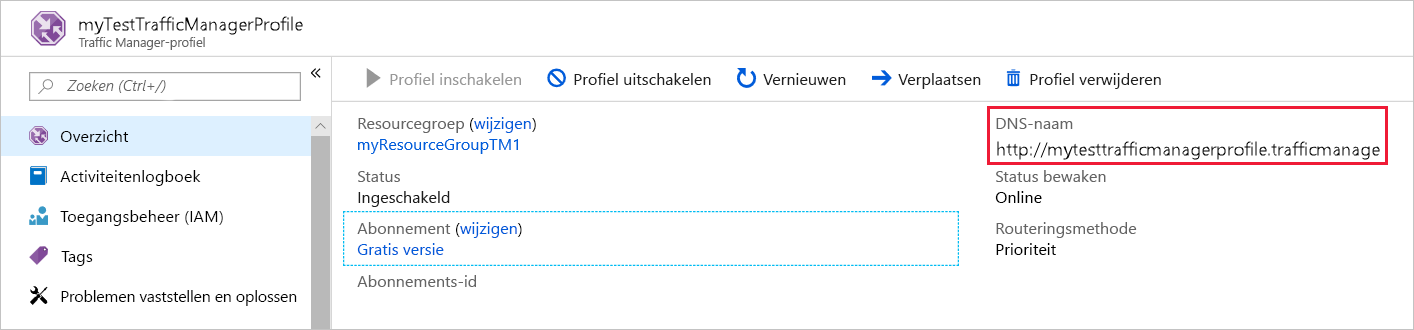 myTestTrafficManagerProfile
Traffic Manager-profiel
Zoeken (Ctrl+/)
«
Overzicht
Activiteitenlogboek
Toegangsbeheer (IAM)
Tags
Problemen vaststellen en oplossen
Profiel inschakelen
Profiel uitschakelen
Vernieuwen
Verplaatsen
Profiel verwijderen
Resourcegroep (wijzigen)
myResourceGroupTM1
Status
Ingeschakeld
Abonnement (wijzigen)
Gratis versie
Abonnements-id
DNS-naam
http://mytesttrafficmanagerprofile.trafficmanage
Status bewaken
Online
Routeringsmethode
Prioriteit